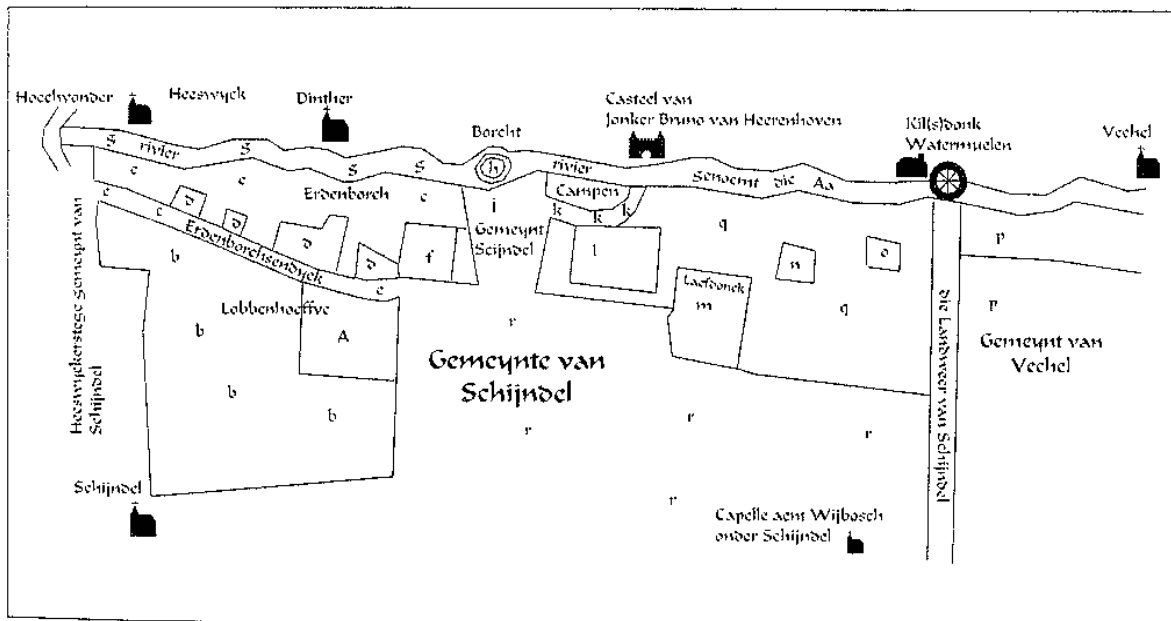 Heeswyck
Dinther
Casteel van
Jonker Bruno van Heerenhoven
Kil(s)donk
Watermuelen
Vechel
Borcht
h
g
rivier
g
g
g
rivier
Genoemt die Aa
c
c
Erdenborch
c
Campen
k
k
k
i
Gemeynt
Scijndel
e
e
d
d
d
d
Erdenborchsendyck
e
f
l
q
n
o
p
Laefdonck
m
q
p
b
Lobbenhoeffve
b
A
b
b
r
Gemeynte van
Schijndel
r
r
r
r
Gemeynt van
Vechel
Heeswyckerstege gemeynt van
Schijndel
die Landweer van Schijndel
Schijndel
Capelle aent Wijbosch
onder Schijndel